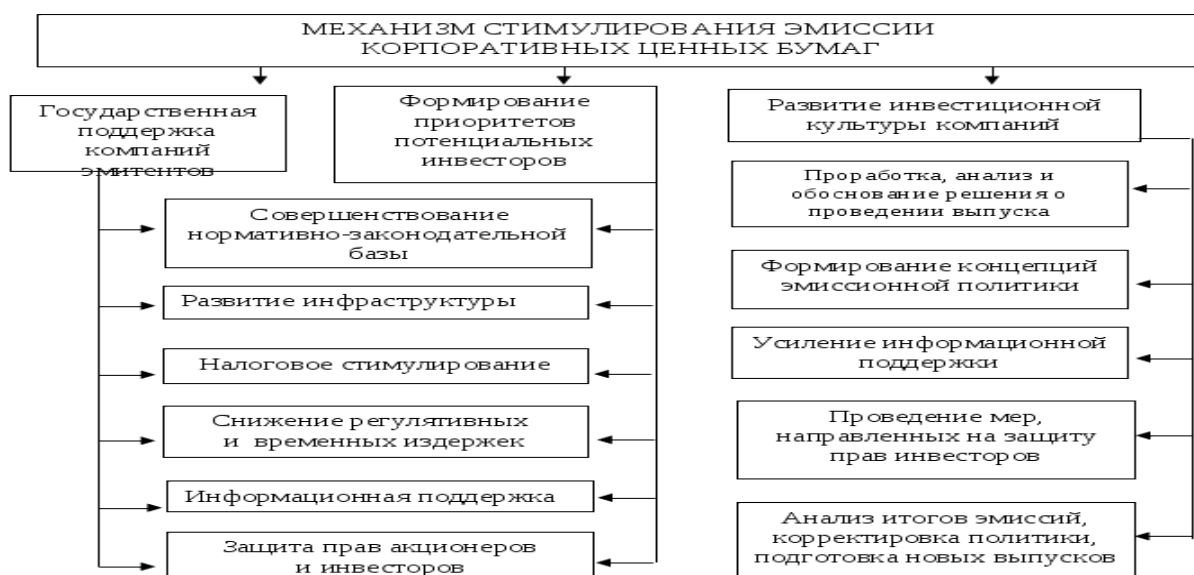 МЕХАНИЗМ СТИМУЛИРОВАНИЯ ЭМИССИИ
КОРПОРАТИВНЫХ ЦЕННЫХ БУМАГ
Государственная
поддержка
компаний
эмитентов
Формирование
приоритетов
потенциальных
инвесторов
Развитие инвестиционной
культуры компаний
Совершенствование
нормативно-законодательной
базы
Развитие инфраструктуры
Налоговое стимулирование
Снижение регулятивных
и временных издержек
Информационная поддержка
Защита прав акционеров
и инвесторов
Проработка, анализ и
обоснование решения о
проведении выпуска
Формирование концепций
эмиссионной политики
Усиление информационной
поддержки
Проведение мер,
направленных на защиту
прав инвесторов
Анализ итогов эмиссий,
корректировка политики,
подготовка новых выпусков